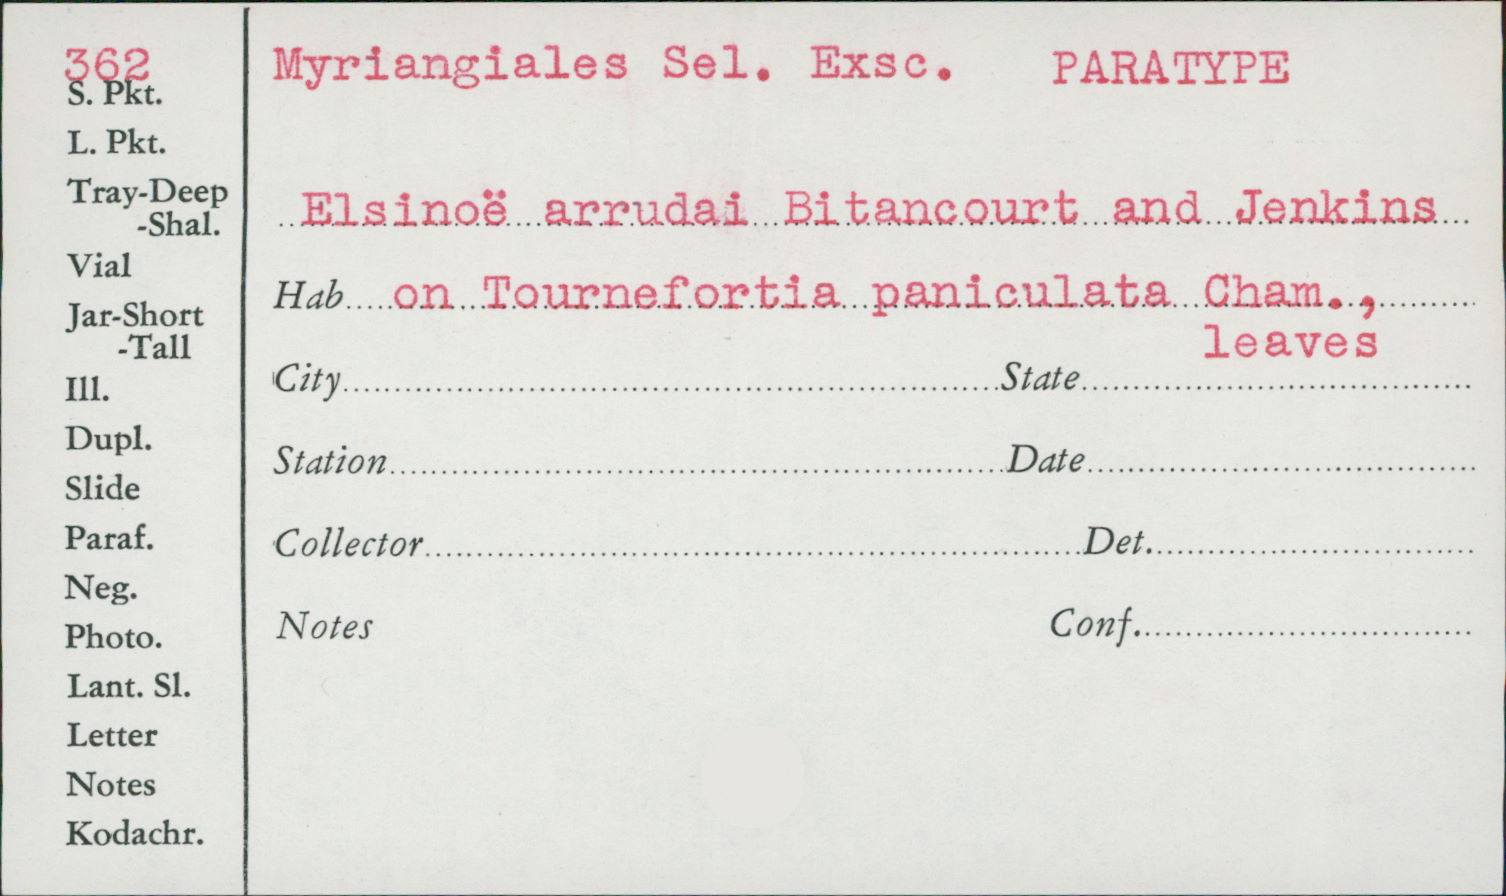 362
S. Pkt.
L. Pkt.
Tray-Deep
-Shal.
Vial
Jar-Short
-Tall
Ill.
Dupl.
Slide
Paraf.
Neg.
Photo.
Lant. Sl.
Letter
Notes
Kodachr.
Myriangiales Sel. Exsc. PARATYPE
Elsinoë arrudai Bitancourt and Jenkins
Hab on Tournefortia paniculata Cham.,
leaves
City State
Station Date
Collector Det.
Notes Conf.